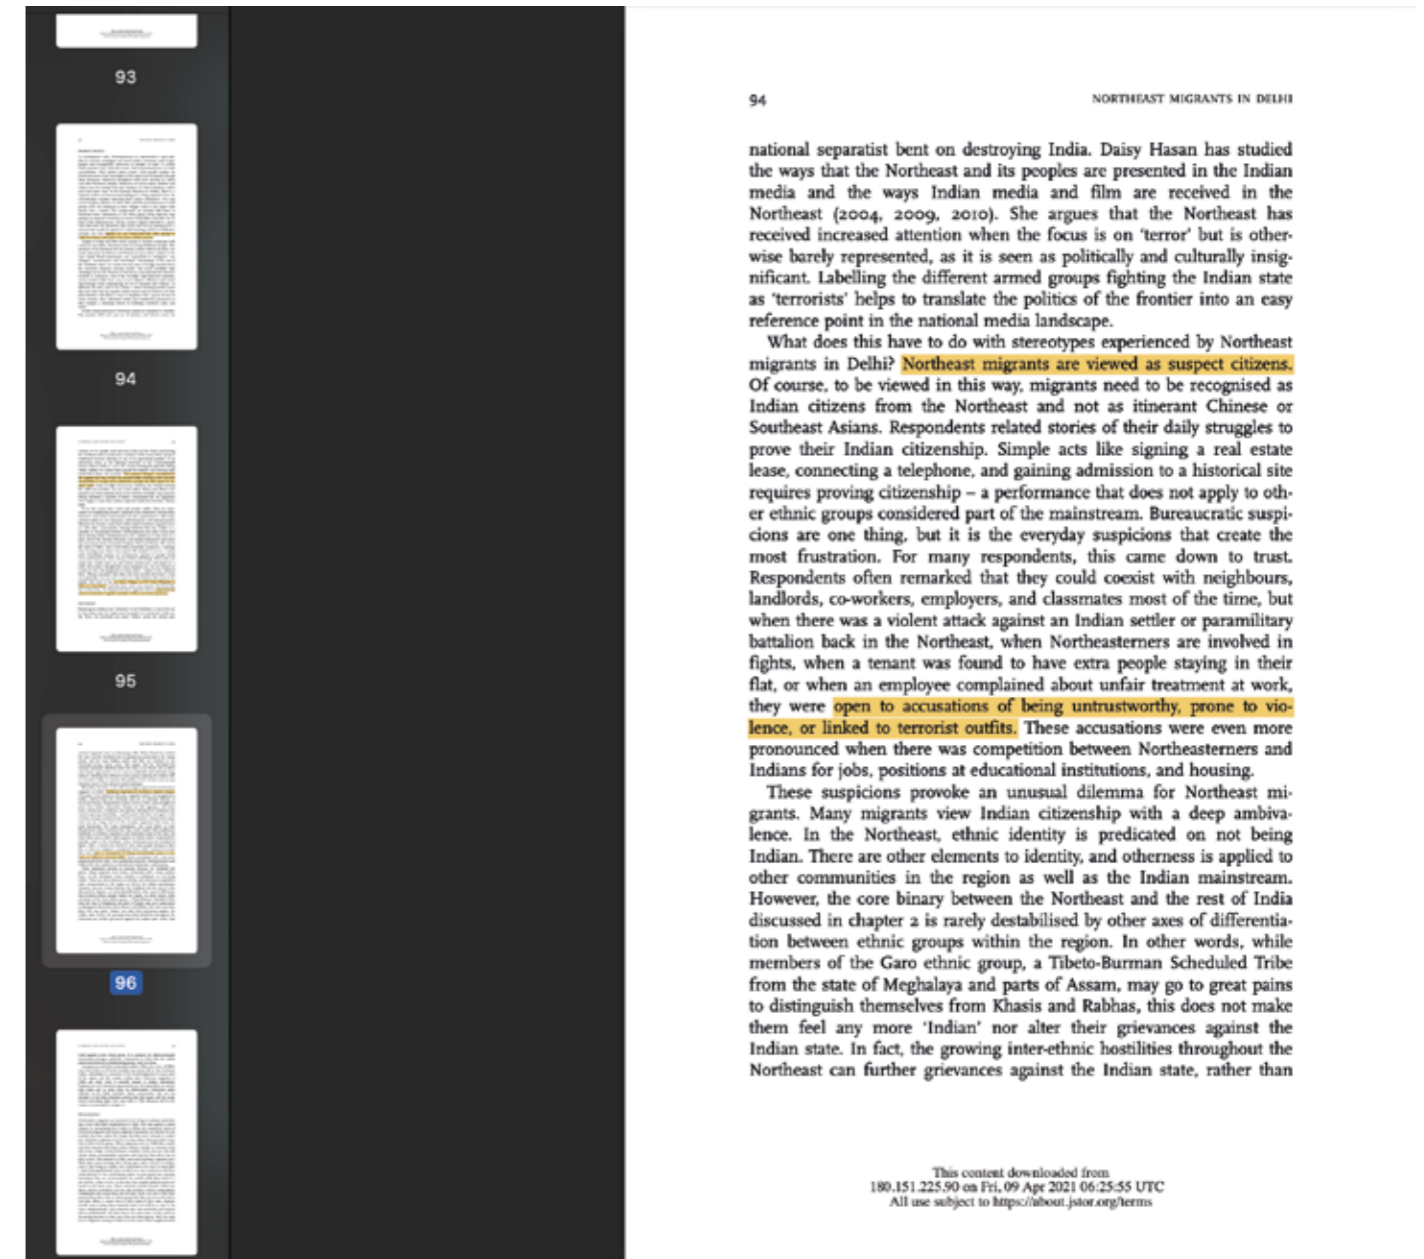 93
94
95
96
94 NORTHEAST MIGRANTS IN DELHI
national separatist bent on destroying India. Daisy Hasan has studied
the ways that the Northeast and its peoples are presented in the Indian
media and the ways Indian media and film are received in the
Northeast (2004, 2009, 2010). She argues that the Northeast has
received increased attention when the focus is on 'terror' but is other-
wise barely represented, as it is seen as politically and culturally insig-
nificant. Labelling the different armed groups fighting the Indian state
as 'terrorists' helps to translate the politics of the frontier into an easy
reference point in the national media landscape.
What does this have to do with stereotypes experienced by Northeast
migrants in Delhi? Northeast migrants are viewed as suspect citizens.
Of course, to be viewed in this way, migrants need to be recognised as
Indian citizens from the Northeast and not as itinerant Chinese or
Southeast Asians. Respondents related stories of their daily struggles to
prove their Indian citizenship. Simple acts like signing a real estate
lease, connecting a telephone, and gaining admission to a historical site
requires proving citizenship – a performance that does not apply to oth-
er ethnic groups considered part of the mainstream. Bureaucratic suspi-
cions are one thing, but it is the everyday suspicions that create the
most frustration. For many respondents, this came down to trust.
Respondents often remarked that they could coexist with neighbours,
landlords, co-workers, employers, and classmates most of the time, but
when there was a violent attack against an Indian settler or paramilitary
battalion back in the Northeast, when Northeasterners are involved in
fights, when a tenant was found to have extra people staying in their
flat, or when an employee complained about unfair treatment at work,
they were open to accusations of being untrustworthy, prone to vio-
lence, or linked to terrorist outfits. These accusations were even more
pronounced when there was competition between Northeasterners and
Indians for jobs, positions at educational institutions, and housing.
These suspicions provoke an unusual dilemma for Northeast mi-
grants. Many migrants view Indian citizenship with a deep ambiva-
lence. In the Northeast, ethnic identity is predicated on not being
Indian. There are other elements to identity, and otherness is applied to
other communities in the region as well as the Indian mainstream.
However, the core binary between the Northeast and the rest of India
discussed in chapter 2 is rarely destabilised by other axes of differentia-
tion between ethnic groups within the region. In other words, while
members of the Garo ethnic group, a Tibeto-Burman Scheduled Tribe
from the state of Meghalaya and parts of Assam, may go to great pains
to distinguish themselves from Khasis and Rabhas, this does not make
them feel any more 'Indian' nor alter their grievances against the
Indian state. In fact, the growing inter-ethnic hostilities throughout the
Northeast can further grievances against the Indian state, rather than
This content downloaded from
180.151.225.90 on Fri, 09 Apr 2021 06:25:55 UTC
All use subject to https://about.jstor.org/terms